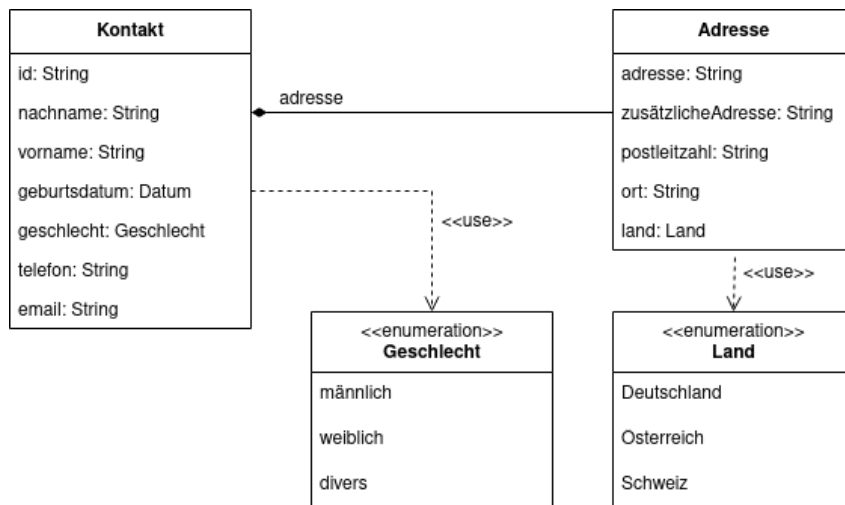 Kontakt
id: String
nachname: String
vorname: String
geburtsdatum: Datum
geschlecht: Geschlecht
telefon: String
email: String
adresse
Adresse
adresse: String
zusätzlicheAdresse: String
postleitzahl: String
ort: String
land: Land
<<use>>
<<use>>
<<enumeration>>
Geschlecht
männlich
weiblich
divers
<<enumeration>>
Land
Deutschland
Osterreich
Schweiz